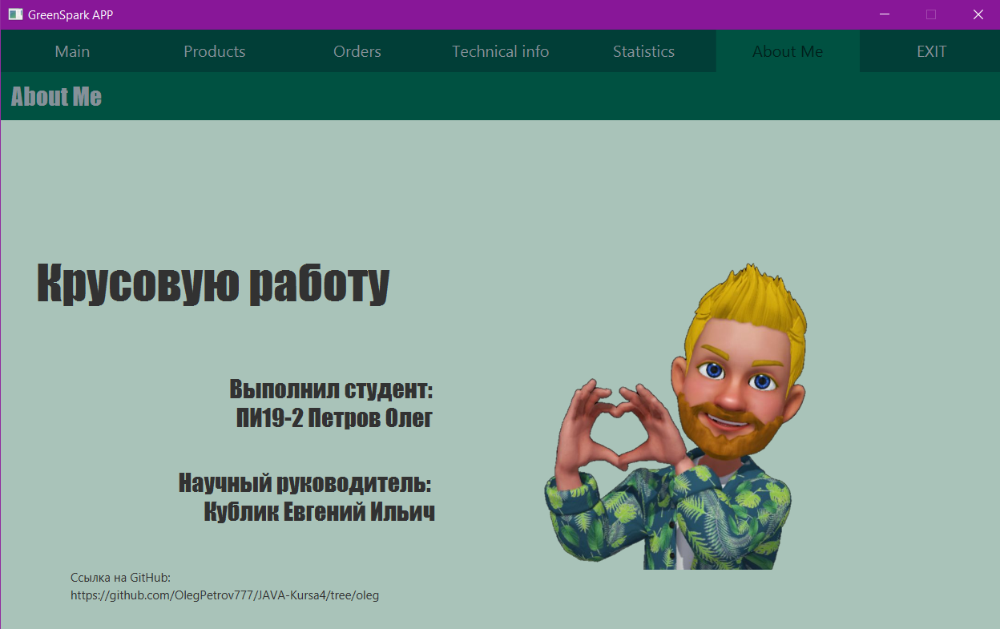 GreenSpark APP
Main Products Orders Technical info Statistics About Me EXIT
About Me
Крусовую работу
Выполнил студент:
ПИ19-2 Петров Олег
Научный руководитель:
Кублик Евгений Ильич
Ссылка на GitHub:
https://github.com/OlegPetrov777/JAVA-Kursa4/tree/oleg